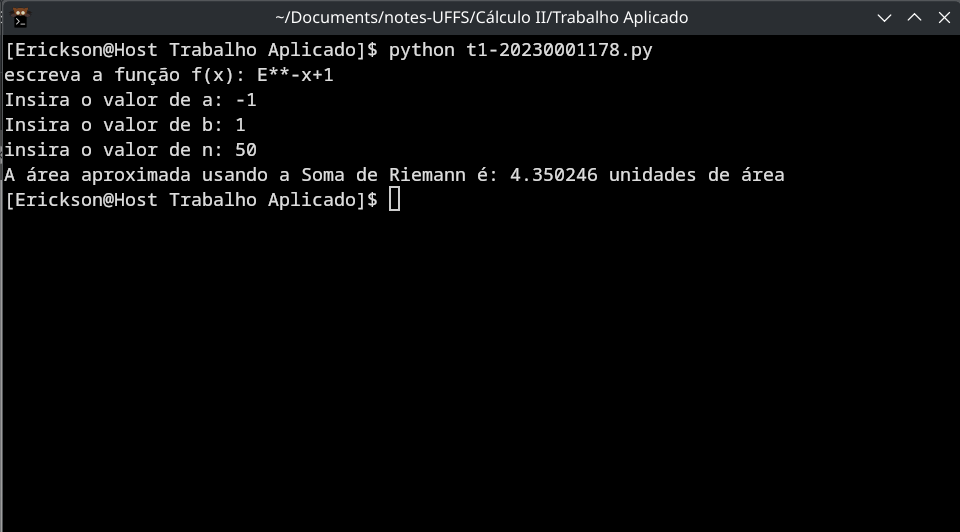 ~/Documents/notes-UFFS/Cálculo II/Trabalho Aplicado
[Erickson@Host Trabalho Aplicado]$ python t1-20230001178.py
escreva a função f(x): E**-x+1
Insira o valor de a: -1
Insira o valor de b: 1
insira o valor de n: 50
A área aproximada usando a Soma de Riemann é: 4.350246 unidades de área
[Erickson@Host Trabalho Aplicado]$